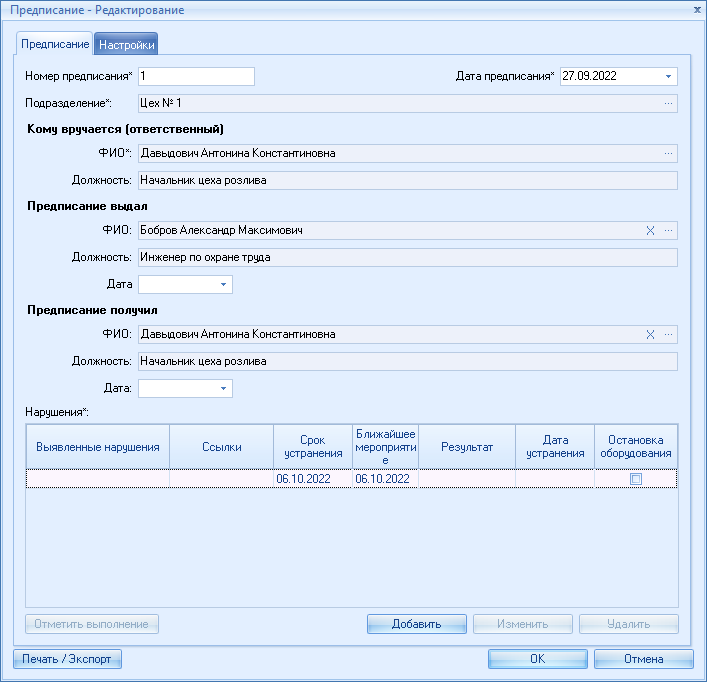 Предписание - Редактирование
Предписание Настройки
Номер предписания* 1 Дата предписания* 27.09.2022
Подразделение*: Цех № 1
Кому вручается (ответственный)
ФИО*: Давыдович Антонина Константиновна
Должность: Начальник цеха розлива
Предписание выдал
ФИО: Бобров Александр Максимович
Должность: Инженер по охране труда
Дата
Предписание получил
ФИО: Давыдович Антонина Константиновна
Должность: Начальник цеха розлива
Дата:
Нарушения*:
Выявленные нарушения
Ссылки
Срок
устранения
Ближайшее
мероприяти
е
Результат
Дата
устранения
Остановка
оборудования
06.10.2022 06.10.2022
Отметить выполнение Добавить Изменить Удалить
Печать / Экспорт OK Отмена